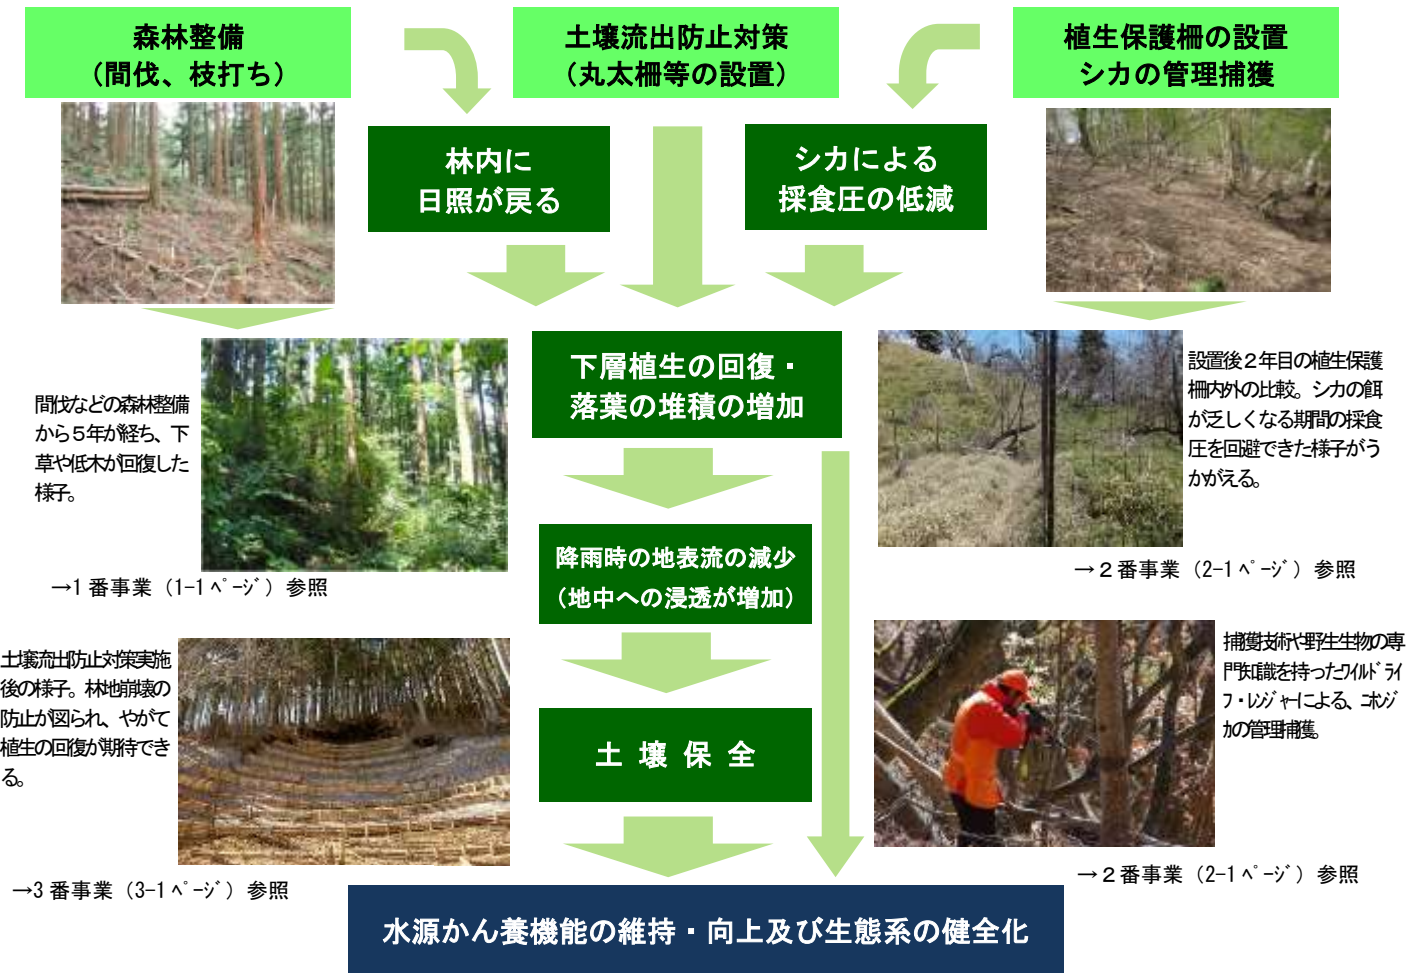 森林整備
（間伐、枝打ち）
土壌流出防止対策
（丸太柵等の設置）
植生保護柵の設置
シカの管理捕獲
林内に
日照が戻る
シカによる
採食圧の低減
下層植生の回復・
落葉の堆積の増加
間伐などの森林整備
から５年が経ち、下
草や低木が回復した
様子。
→1 番事業（1-1 ﾍﾟｰｼﾞ）参照
設置後２年目の植生保護
柵内外の比較。シカの餌
が乏しくなる期間の採食
圧を回避できた様子がう
かがえる。
→２番事業（2-1 ﾍﾟｰｼﾞ）参照
降雨時の地表流の減少
（地中への浸透が増加）
土壌流出防止対策実施
後の様子。林地崩壊の
防止が図られ、やがて
植生の回復が期待でき
る。
→3 番事業（3-1 ﾍﾟｰｼﾞ）参照
土 壌 保 全
捕獲技術や野生生物の専
門知識を持ったﾜｲﾙﾄﾞﾗｲ
ﾌ・ﾚﾝｼﾞｬｰによる、ﾆﾎﾝｼﾞ
ｶの管理捕獲。
→２番事業（2-1 ﾍﾟｰｼﾞ）参照
水源かん養機能の維持・向上及び生態系の健全化